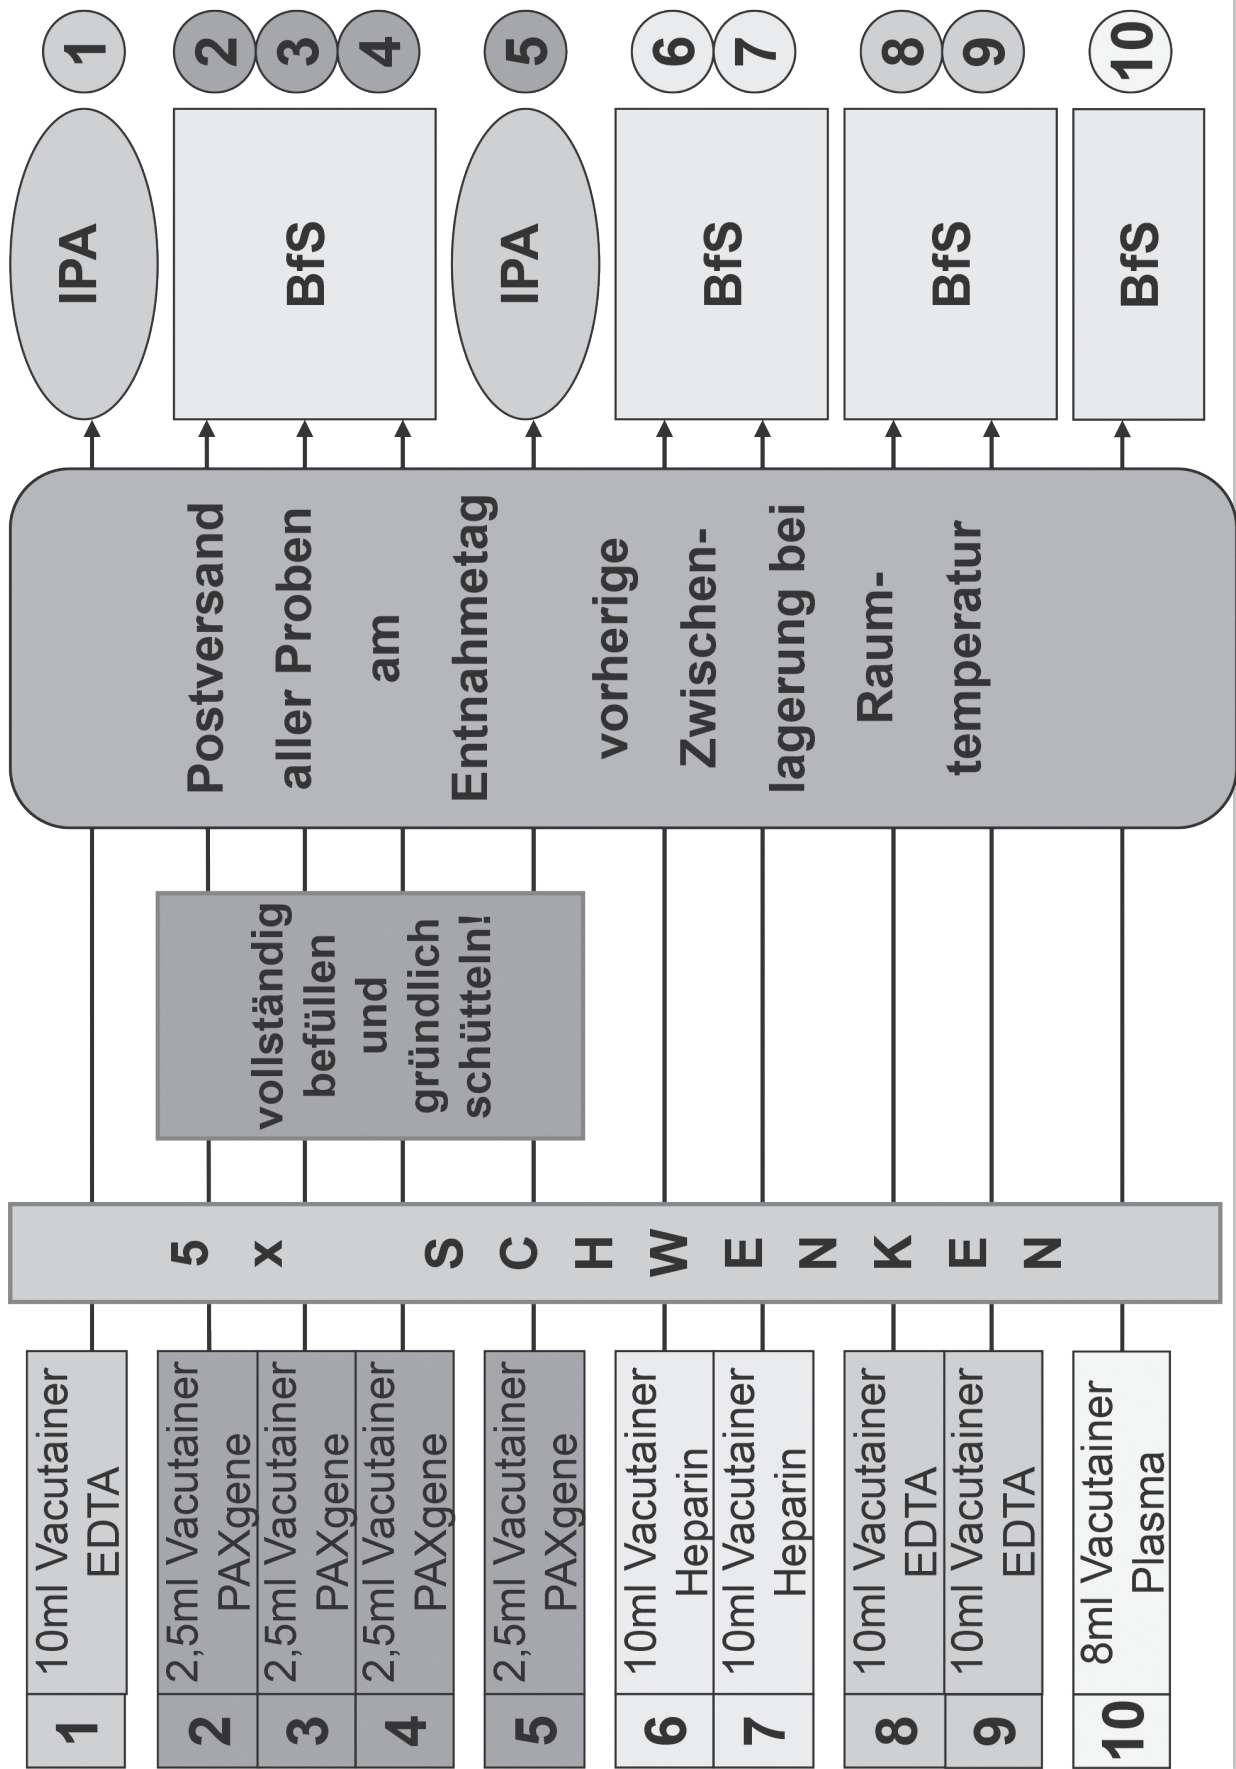 1
10ml Vacutainer
EDTA
2
2,5ml Vacutainer
PAXgene
3
2,5ml Vacutainer
PAXgene
4
2,5ml Vacutainer
PAXgene
5
2,5ml Vacutainer
PAXgene
6
10ml Vacutainer
Heparin
7
10ml Vacutainer
Heparin
8
10ml Vacutainer
EDTA
9
10ml Vacutainer
EDTA
10
8ml Vacutainer
Plasma
5
x
S
C
H
W
E
N
K
E
N
vollständig
befüllen
und
gründlich
schütteln!
Postversand
aller Proben
am
Entnahmetag
vorherige
Zwischen-
lagerung bei
Raum-
temperatur
IPA
BfS
IPA
BfS
BfS
BfS
1
2
3
4
5
6
7
8
9
10